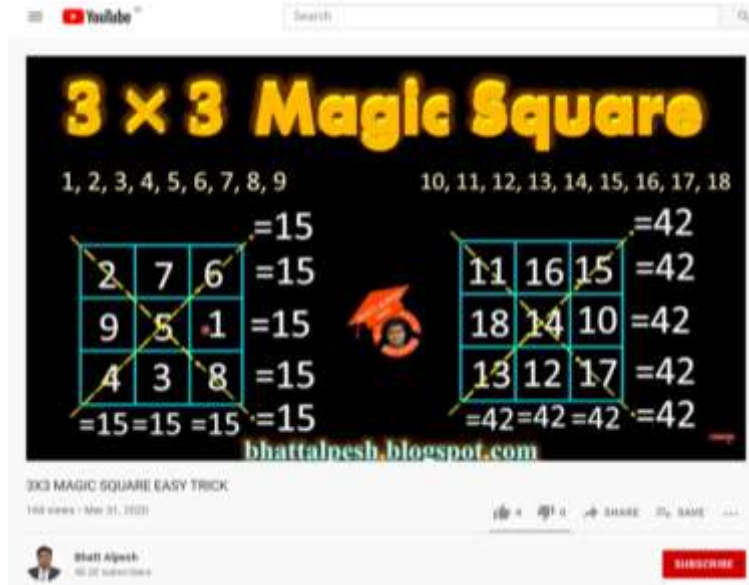 YouTube
Search
3 × 3 Magic Square
1, 2, 3, 4, 5, 6, 7, 8, 9
10, 11, 12, 13, 14, 15, 16, 17, 18
=15
2 7 6 =15
9 5 1 =15
4 3 8 =15
=15 =15 =15 =15
=42
11 16 15 =42
18 14 10 =42
13 12 17 =42
=42 =42 =42 =42
bhattalpesh.blogspot.com
3X3 MAGIC SQUARE EASY TRICK
SHARE
SAVE
Bhatt Alpesh
SUBSCRIBE